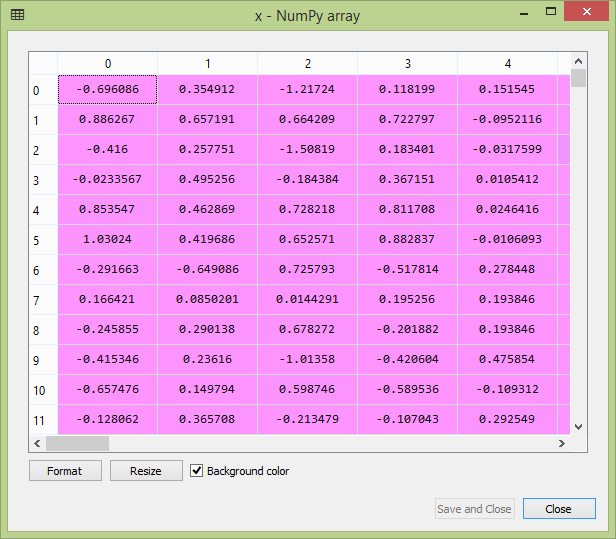 x - NumPy array
0 1 2 3 4
0 -0.696086 0.354912 -1.21724 0.118199 0.151545
1 0.886267 0.657191 0.664209 0.722797 -0.0952116
2 -0.416 0.257751 -1.50819 0.183401 -0.0317599
3 -0.0233567 0.495256 -0.184384 0.367151 0.0105412
4 0.853547 0.462869 0.728218 0.811708 0.0246416
5 1.03024 0.419686 0.652571 0.882837 -0.0106093
6 -0.291663 -0.649086 0.725793 -0.517814 0.278448
7 0.166421 0.0850201 0.0144291 0.195256 0.193846
8 -0.245855 0.290138 0.678272 -0.201882 0.193846
9 -0.415346 0.23616 -1.01358 -0.420604 0.475854
10 -0.657476 0.149794 0.598746 -0.589536 -0.109312
11 -0.128062 0.365708 -0.213479 -0.107043 0.292549
Format Resize Background color
Save and Close Close